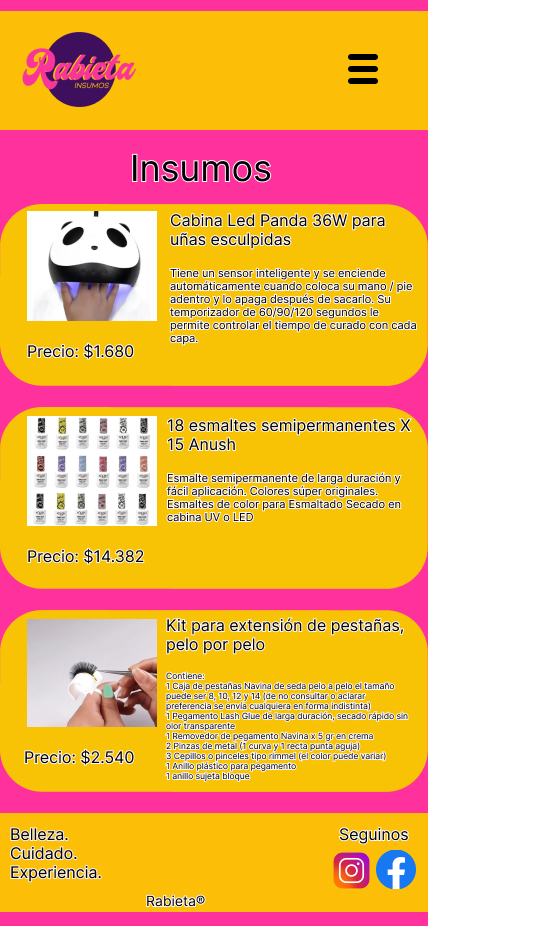 Rabieta
INSUMOS
Insumos
Cabina Led Panda 36W para
uñas esculpidas
Tiene un sensor inteligente y se enciende
automáticamente cuando coloca su mano / pie
adentro y lo apaga después de sacarlo. Su
temporizador de 60/90/120 segundos le
permite controlar el tiempo de curado con cada
capa.
Precio: $1.680
18 esmaltes semipermanentes X
15 Anush
Esmalte semipermanente de larga duración y
fácil aplicación. Colores súper originales.
Esmaltes de color para Esmaltado Secado en
cabina UV o LED
Precio: $14.382
Kit para extensión de pestañas,
pelo por pelo
Contiene:
1 Caja de pestañas Navina de seda pelo a pelo el tamaño
puede ser 8, 10, 12 y 14 (de no consultar o aclarar
preferencia se envía cualquiera en forma indistinta)
1 Pegamento Lash Glue de larga duración, secado rápido sin
olor transparente
1 Removedor de pegamento Navina x 5 gr en crema
2 Pinzas de metal (1 curva y 1 recta punta aguja)
3 Cepillos o pinceles tipo rimmel (el color puede variar)
1 Anillo plástico para pegamento
1 anillo sujeta bloque
Precio: $2.540
Belleza.
Cuidado.
Experiencia.
Seguinos
Rabieta®